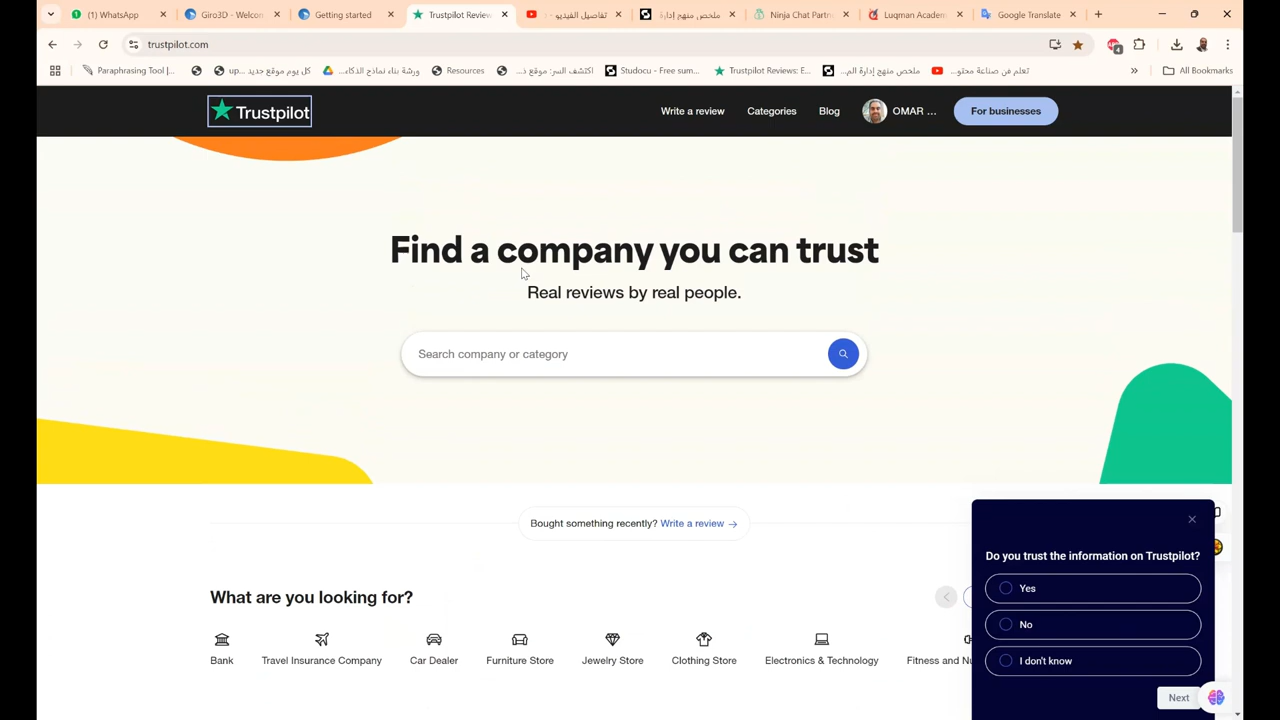 (1) WhatsApp
Giro3D - Welcon
Getting started
Trustpilot Review
تفاصيل الفيديو - د
ملخص منهج إدارة
Ninja Chat Partn
Luqman Academ
Google Translate
trustpilot.com
4
Paraphrasing Tool |...
up... كل يوم موقع جديد
ورشة بناء نماذج الذكاء...
Resources
اكتشف السر: موقع ذ...
Studocu - Free sum...
Trustpilot Reviews: E...
ملخص منهج إدارة الم...
تعلم فن صناعة محتو...
All Bookmarks
Trustpilot
Write a review
Categories
Blog
OMAR ...
For businesses
Find a company you can trust
Real reviews by real people.
Search company or category
Bought something recently? Write a review →
What are you looking for?
Bank
Travel Insurance Company
Car Dealer
Furniture Store
Jewelry Store
Clothing Store
Electronics & Technology
Fitness and Nu
Do you trust the information on Trustpilot?
Yes
No
I don't know
Next